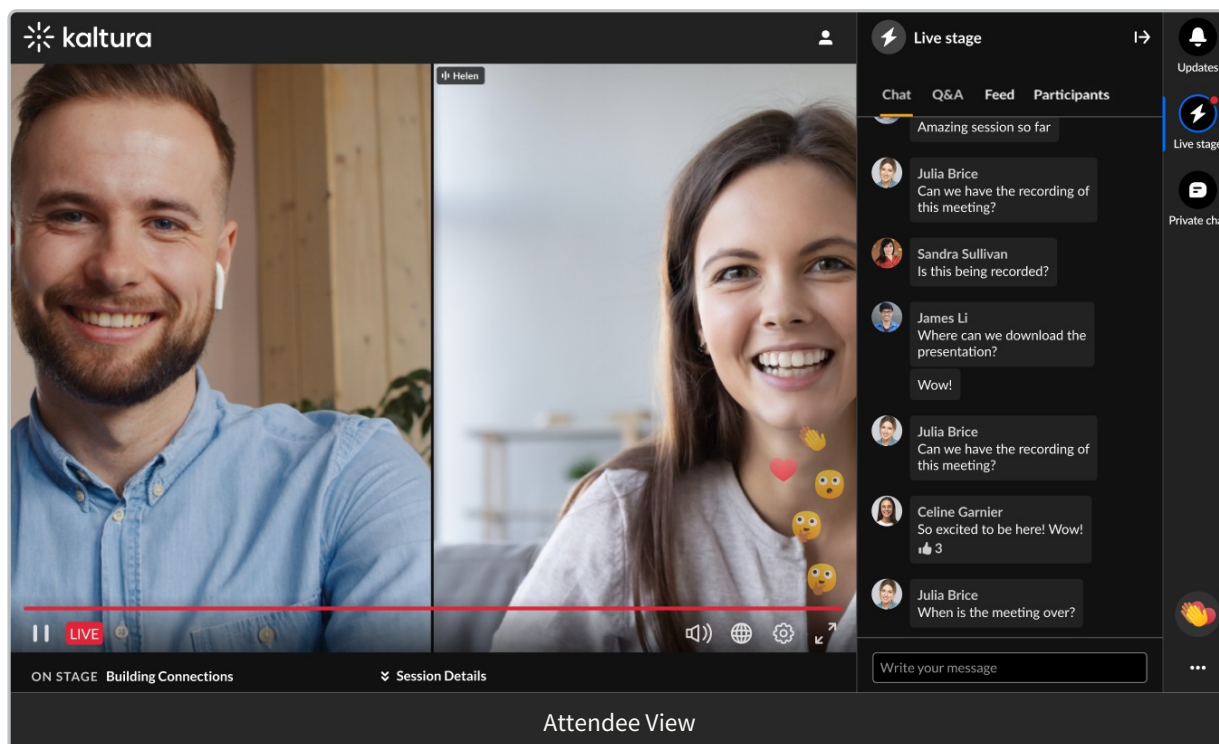 kaltura
Helen
LIVE
ON STAGE Building Connections
Session Details
Live stage
Chat Q&A Feed Participants
Amazing session so far
Julia Brice
Can we have the recording of
this meeting?
Sandra Sullivan
Is this being recorded?
James Li
Where can we download the
presentation?
Wow!
Julia Brice
Can we have the recording of
this meeting?
Celine Garnier
So excited to be here! Wow!
3
Julia Brice
When is the meeting over?
Write your message
Updates
Live stage
Private cha
Attendee View